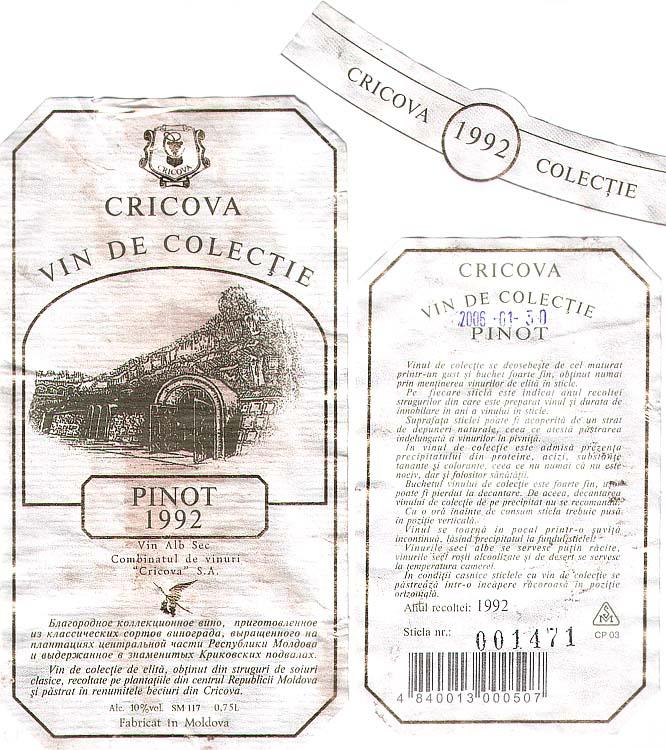 CRICOVA
CRICOVA
VIN DE COLECȚIE
PINOT
1992
Vin Alb Sec
Combinatul de vinuri
"Cricova" S.A.
Благородное коллекционное вино, приготовленное
из классических сортов винограда, выращенного на
плантациях центральной части Республики Молдова
и выдержанное в знаменитых Криковских подвалах.
Vin de colecție de elită, obținut din struguri de soiuri
clasice, recoltate pe plantațiile din centrul Republicii Moldova
și păstrat în renumitele beciuri din Cricova.
Alc. 10%vol. SM 117 0,75L
Fabricat în Moldova
CRICOVA 1992 COLECȚIE
CRICOVA
VIN DE COLECȚIE
2006 -01- 30
PINOT
Vinul de colecție se deosebește de cel maturat
printr-un gust și buchet foarte fin, obținut numai
prin menținerea vinurilor de elită în sticle.
Pe fiecare sticlă este indicat anul recoltei
strugurilor din care este preparat vinul și durata de
imobilare în ani a vinului în sticle.
Suprafața sticlei poate fi acoperită de un strat
de depuneri naturale, ceea ce atestă păstrarea
îndelungată a vinurilor în pivniță.
În vinul de colecție este admisă prezența
precipitatului din proteine, acizi, substanțe
tanante și colorante, ceea ce nu numai că nu este
nociv, dar și folositor sănătății.
Buchetul vinului de colecție este foarte fin,
poate fi pierdut la decantare. De aceea, decantarea
vinului de colecție de pe precipitat nu se recomandă.
Cu o oră înainte de consum sticla trebuie pusă
în poziție verticală.
Vinul se toarnă în pocal printr-o șuviță
incontinuă, lăsînd precipitatul la fundul sticlei.
Vinurile seci albe se servesc puțin răcite,
vinurile seci roșii alcoolizate și de desert se servesc
la temperatura camerei.
În condiții casnice sticlele cu vin de colecție se
păstrează într-o încăpere răcoroasă în poziție
orizontală.
Anul recoltei: 1992
Sticla nr.: 001471
CP 03
4 840013 000507